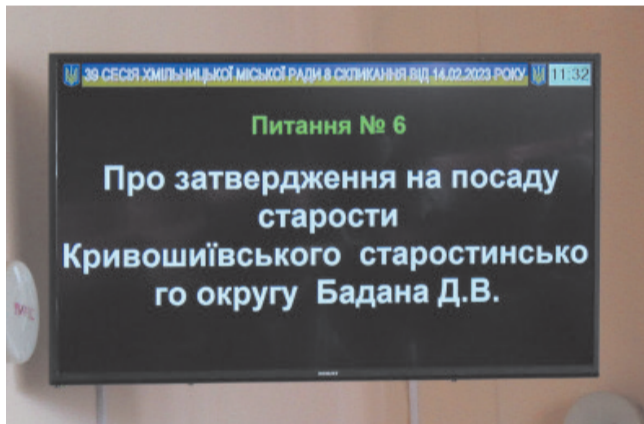 39 СЕСІЯ ХМІЛЬНИЦЬКОЇ МІСЬКОЇ РАДИ 8 СКЛИКАННЯ ВІД 14.02.2023 РОКУ 11:32
Питання № 6
Про затвердження на посаду
старости
Кривошиївського старостинсько
го округу Бадана Д.В.